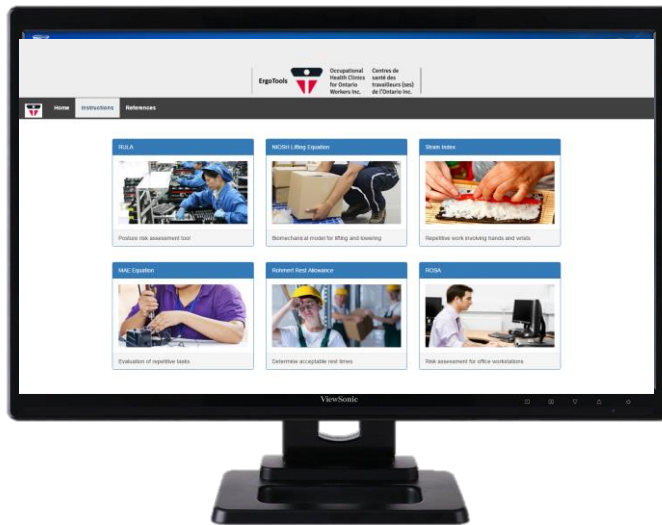 ErgoTools
Occupational
Health Clinics
for Ontario
Workers Inc.
Centres de
santé des
travailleurs (ses)
de l'Ontario Inc.
Home Instructions References
RULA
Posture risk assessment tool
NIOSH Lifting Equation
Biomechanical model for lifting and lowering
Strain Index
Repetitive work involving hands and wrists
MAE Equation
Evaluation of repetitive tasks
Rohmert Rest Allowance
Determine acceptable rest times
ROSA
Risk assessment for office workstations
ViewSonic